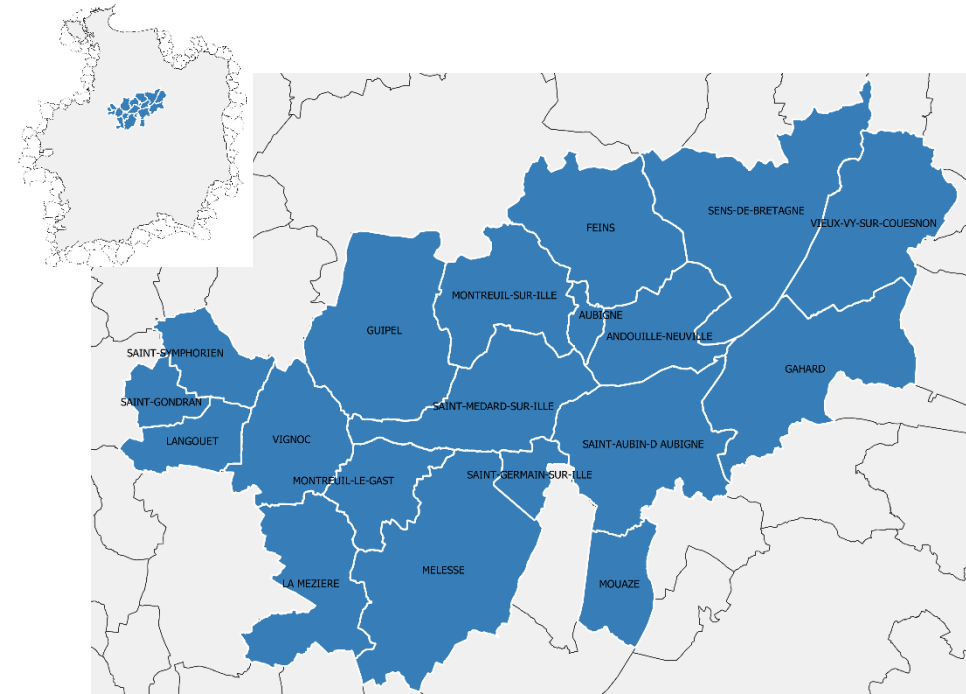 SENS-DE-BRETAGNE
VIEUX-VY-SUR-COUESNON
FEINS
MONTREUIL-SUR-ILLE
AUBIGNE
GUIPEL
ANDOUILLE-NEUVILLE
SAINT-SYMPHORIEN
GAHARD
SAINT-GONDRAN
SAINT-MEDARD-SUR-ILLE
LANGOUET
VIGNOC
SAINT-AUBIN-D AUBIGNE
MONTREUIL-LE-GAST
SAINT-GERMAIN-SUR-ILLE
MELESSE
LA MEZIERE
MOUAZE